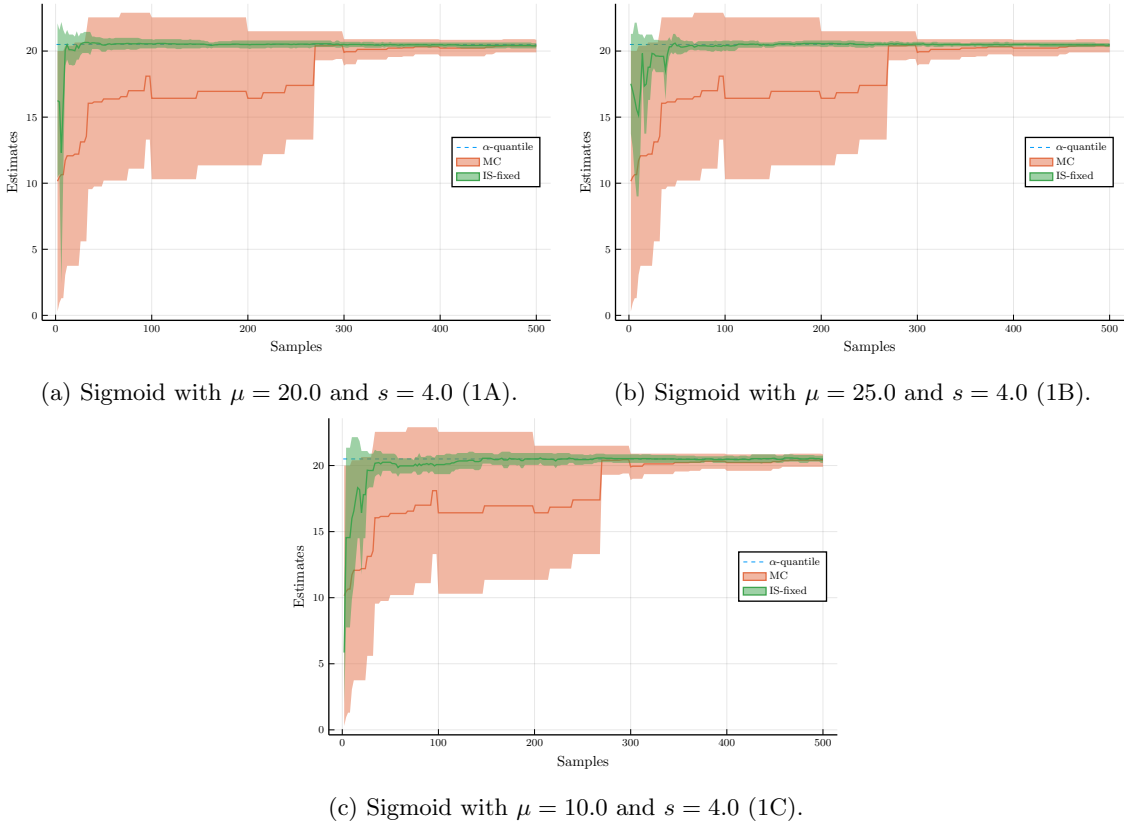 20
15
10
5
0
Estimates
α-quantile
MC
IS-fixed
0 100 200 300 400 500
Samples
(a) Sigmoid with μ = 20.0 and s = 4.0 (1A).
20
15
10
5
0
Estimates
α-quantile
MC
IS-fixed
0 100 200 300 400 500
Samples
(b) Sigmoid with μ = 25.0 and s = 4.0 (1B).
20
15
10
5
0
Estimates
α-quantile
MC
IS-fixed
0 100 200 300 400 500
Samples
(c) Sigmoid with μ = 10.0 and s = 4.0 (1C).